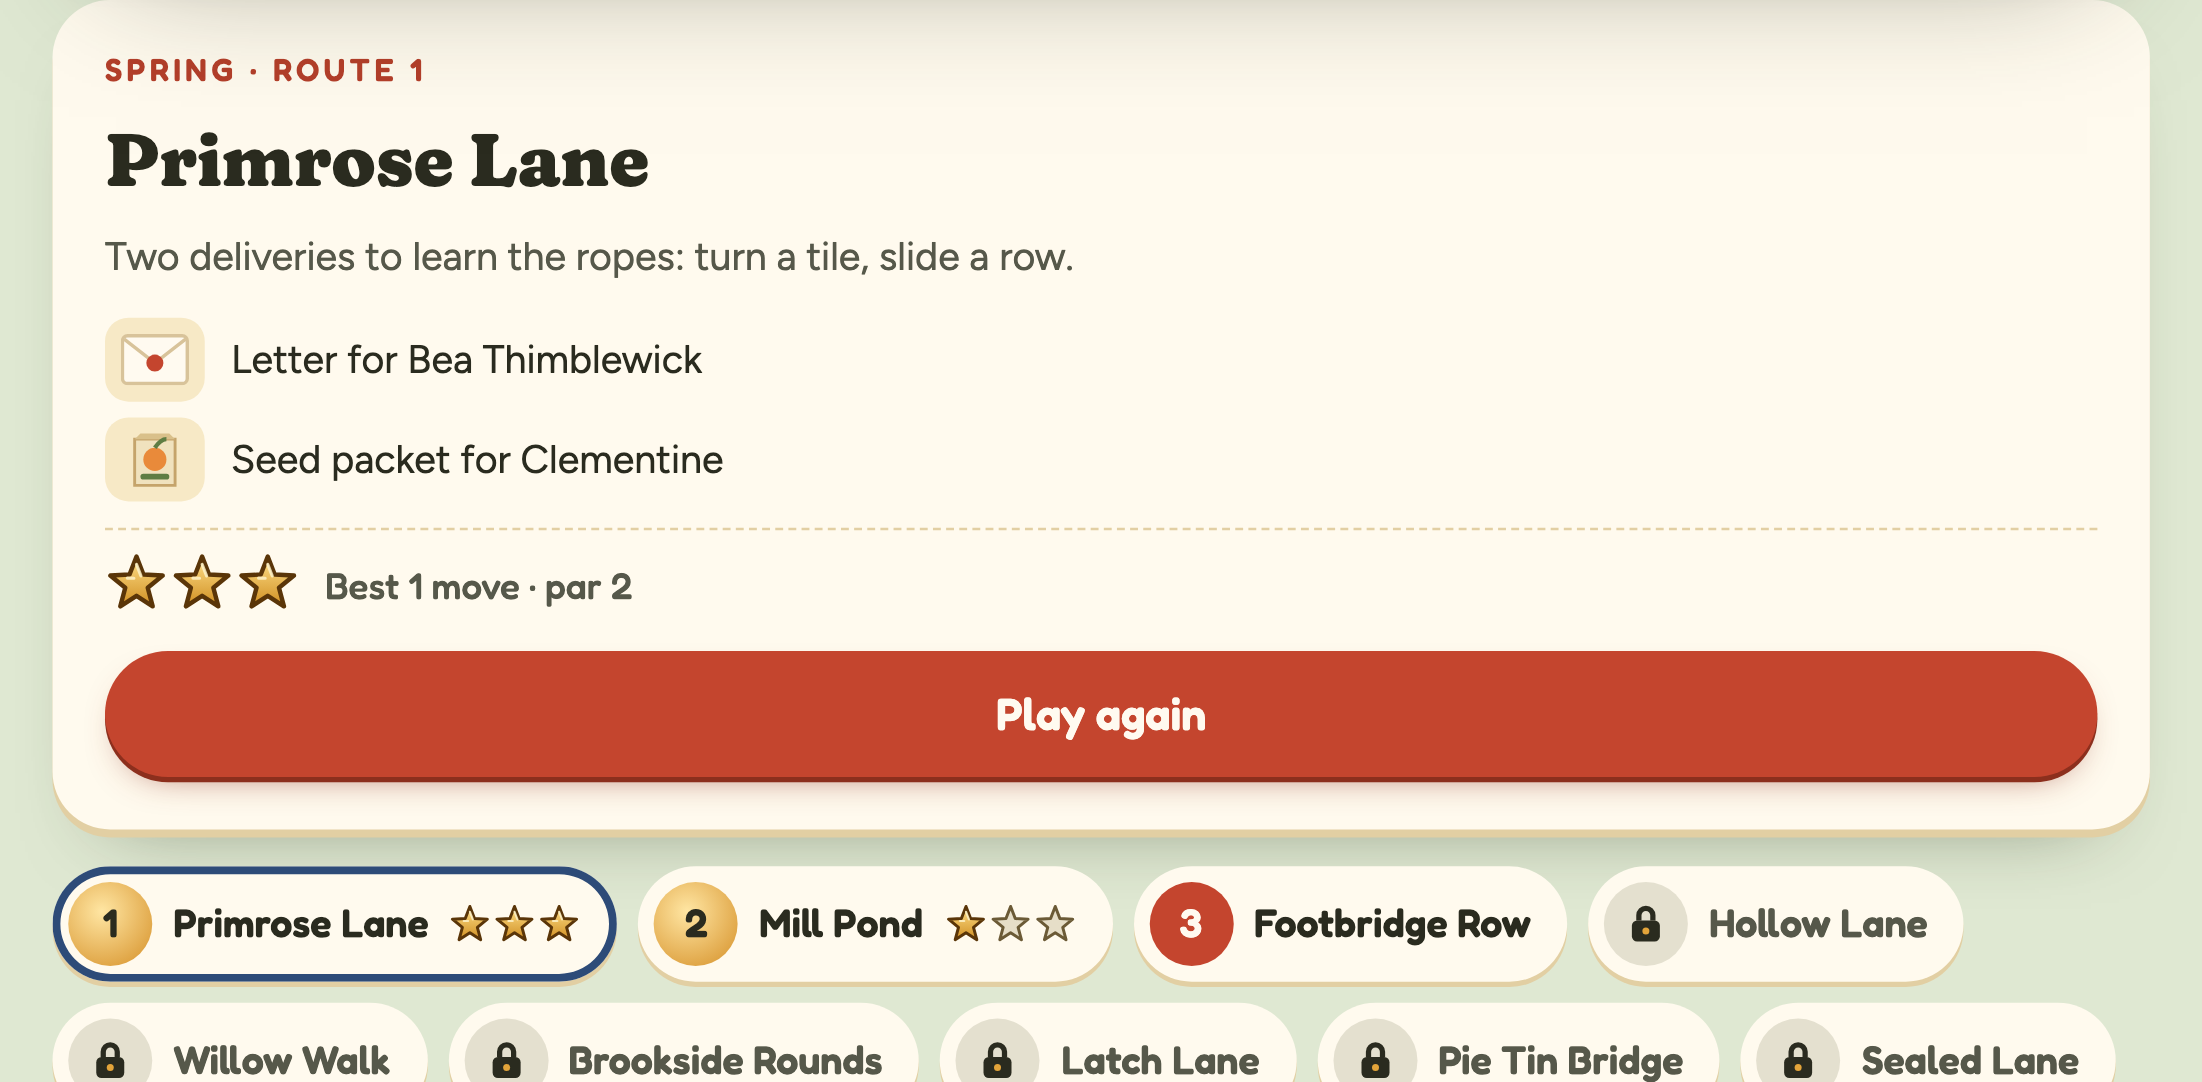 SPRING · ROUTE 1
Primrose Lane
Two deliveries to learn the ropes: turn a tile, slide a row.
Letter for Bea Thimblewick
Seed packet for Clementine
Best 1 move · par 2
Play again
1 Primrose Lane
2 Mill Pond
3 Footbridge Row
Hollow Lane
Willow Walk
Brookside Rounds
Latch Lane
Pie Tin Bridge
Sealed Lane